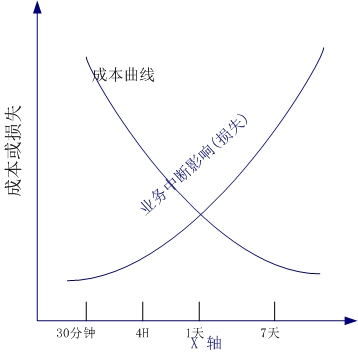 成本曲线
业务中断影响(损失)
成本或损失
30分钟
4H
1天
7天
X 轴